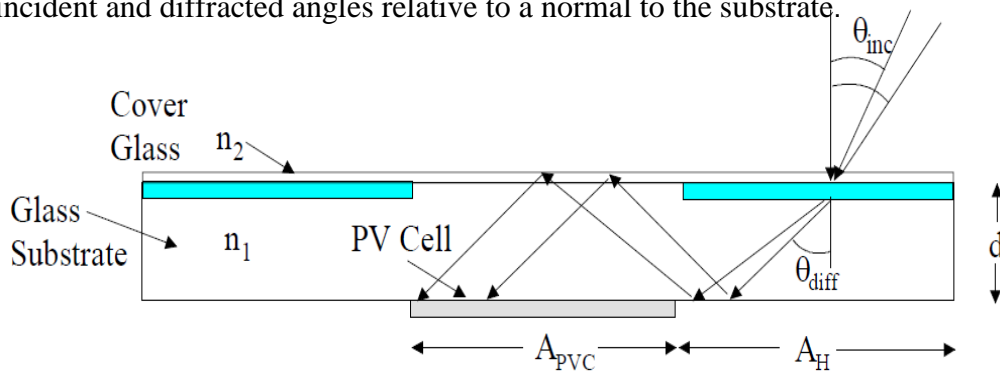 incident and diffracted angles relative to a normal to the substrate.
θinc
Cover
Glass n2
Glass
Substrate
n1
PV Cell
θdiff
d
APVC
AH